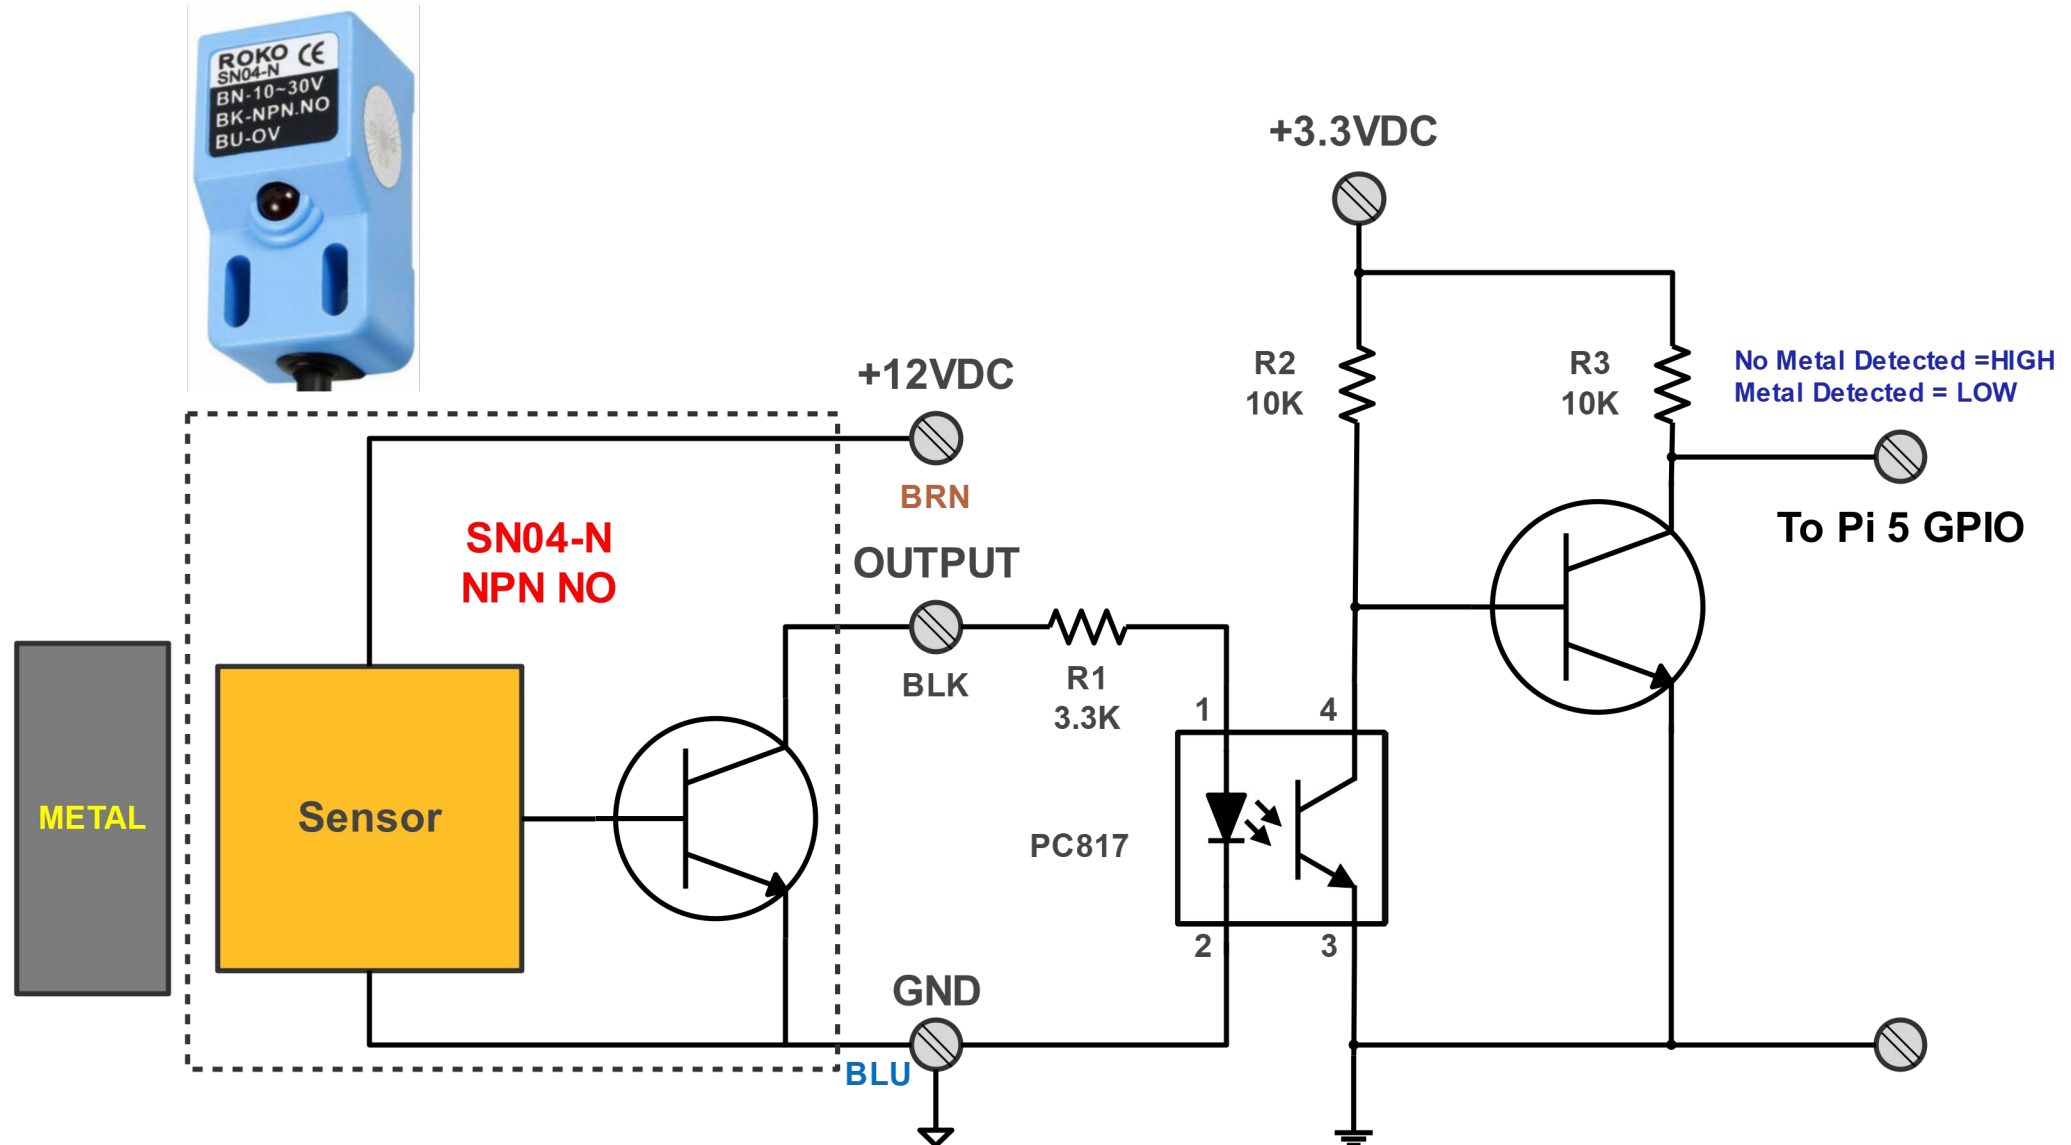 ROKO CE
SN04-N
BN-10~30V
BK-NPN.NO
BU-OV
+3.3VDC
R2
10K
R3
10K
No Metal Detected =HIGH
Metal Detected = LOW
+12VDC
BRN
SN04-N
NPN NO
OUTPUT
BLK
To Pi 5 GPIO
R1
3.3K
1
4
METAL
Sensor
PC817
2
3
GND
BLU